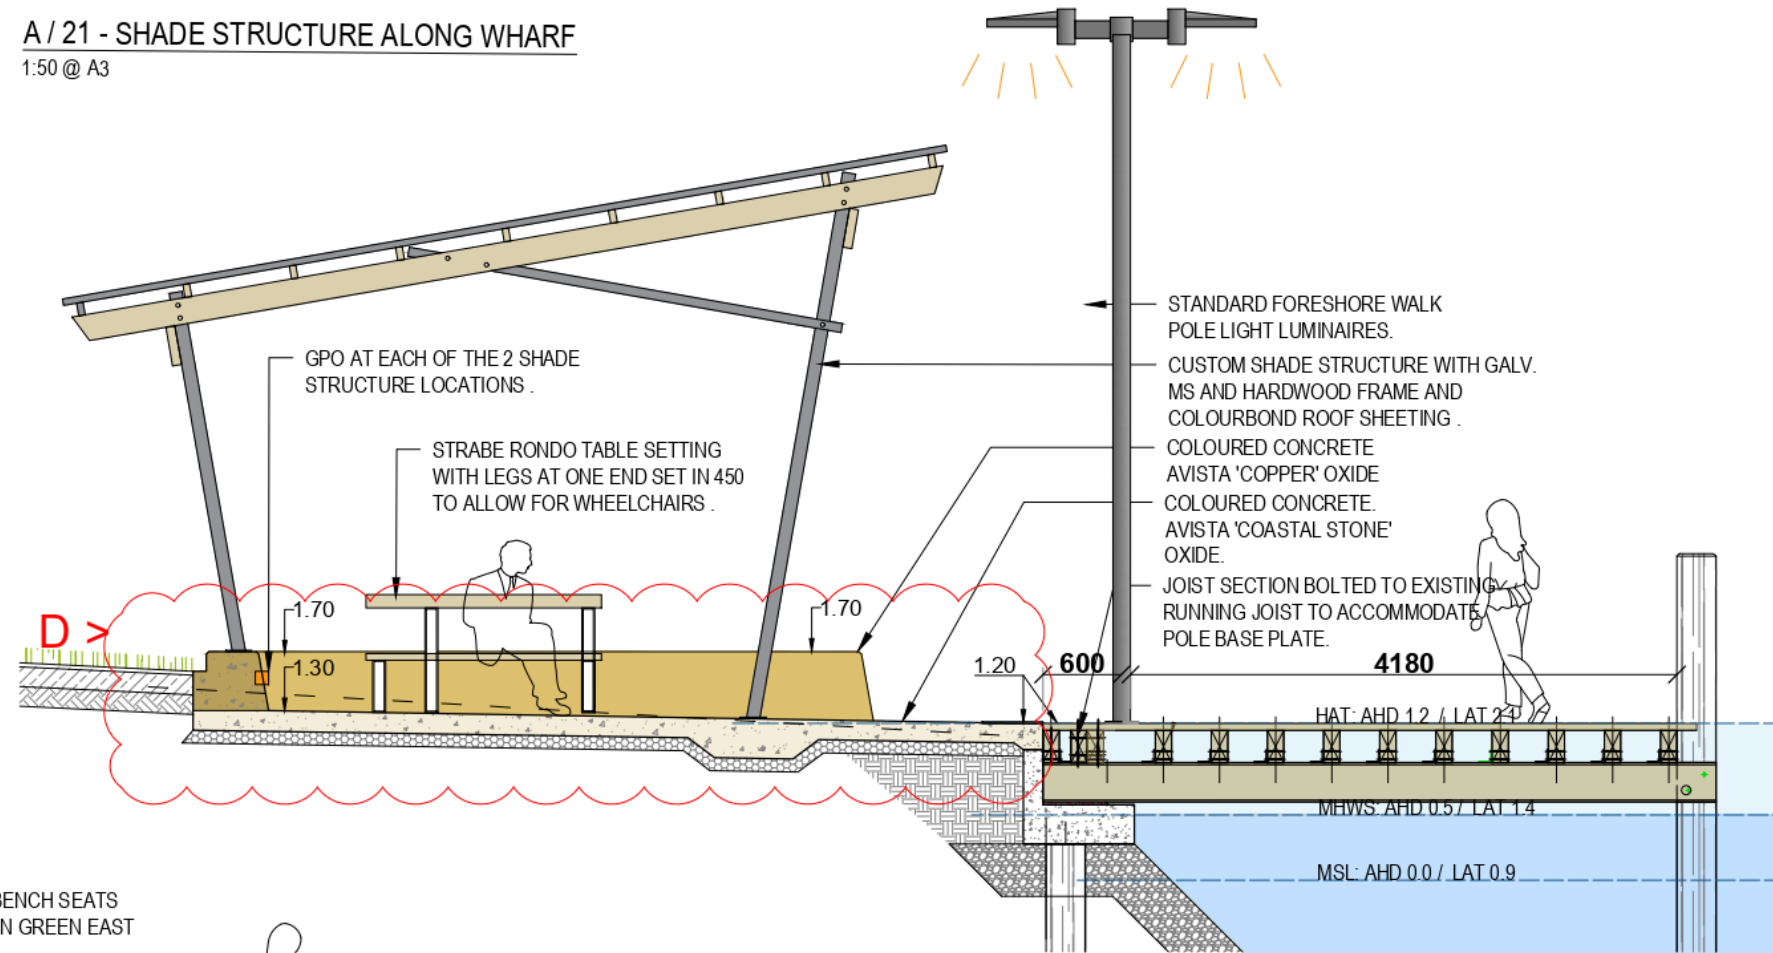 A / 21 - SHADE STRUCTURE ALONG WHARF
1:50 @ A3
GPO AT EACH OF THE 2 SHADE
STRUCTURE LOCATIONS .
STRABE RONDO TABLE SETTING
WITH LEGS AT ONE END SET IN 450
TO ALLOW FOR WHEELCHAIRS .
STANDARD FORESHORE WALK
POLE LIGHT LUMINAIRES.
CUSTOM SHADE STRUCTURE WITH GALV.
MS AND HARDWOOD FRAME AND
COLOURBOND ROOF SHEETING .
COLOURED CONCRETE
AVISTA 'COPPER' OXIDE
COLOURED CONCRETE.
AVISTA 'COASTAL STONE'
OXIDE.
JOIST SECTION BOLTED TO EXISTING
RUNNING JOIST TO ACCOMMODATE
POLE BASE PLATE.
D >
1.70
1.70
1.30
1.20
600
4180
HAT: AHD 1.2 / LAT
MHWS: AHD 0.5 / LAT 1.4
MSL: AHD 0.0 / LAT 0.9
BENCH SEATS
N GREEN EAST